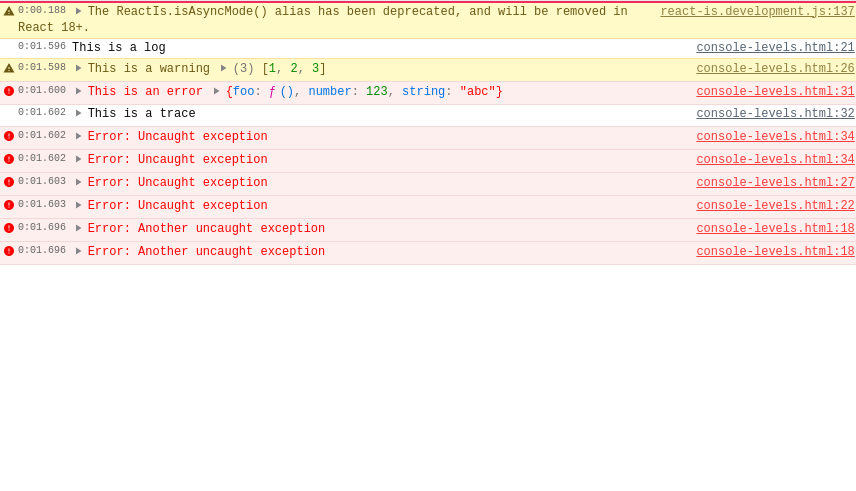 0:00.188 The ReactIs.isAsyncMode() alias has been deprecated, and will be removed in react-is.development.js:137
React 18+.
0:01.596 This is a log console-levels.html:21
0:01.598 This is a warning (3) [1, 2, 3] console-levels.html:26
0:01.600 This is an error {foo: ƒ (), number: 123, string: "abc"} console-levels.html:31
0:01.602 This is a trace console-levels.html:32
0:01.602 Error: Uncaught exception console-levels.html:34
0:01.602 Error: Uncaught exception console-levels.html:34
0:01.603 Error: Uncaught exception console-levels.html:27
0:01.603 Error: Uncaught exception console-levels.html:22
0:01.696 Error: Another uncaught exception console-levels.html:18
0:01.696 Error: Another uncaught exception console-levels.html:18